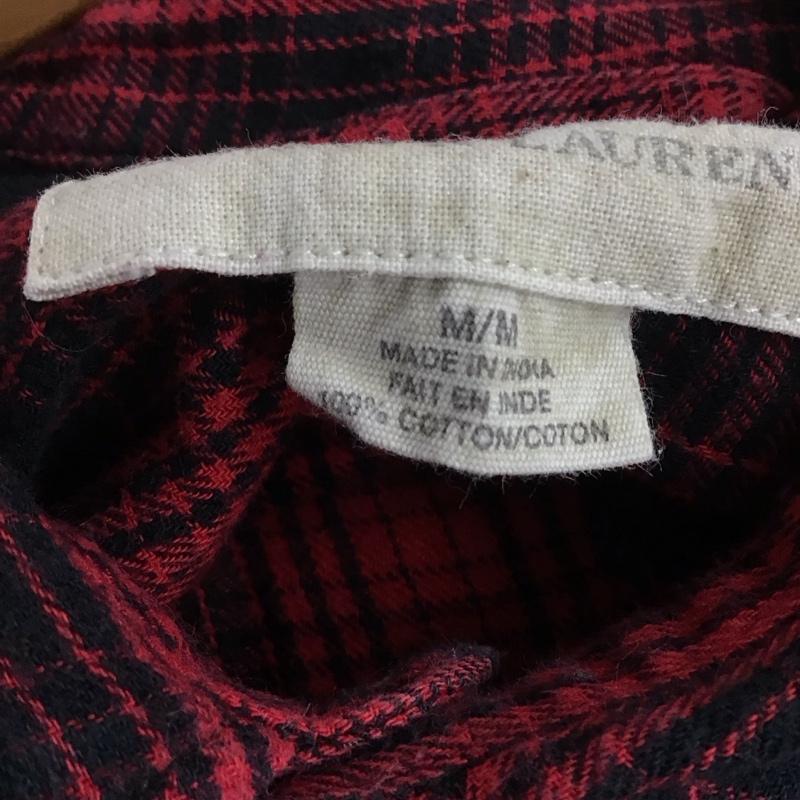 LAUREN
M/M
MADE IN INDIA
FAIT EN INDE
100% COTTON/COTON